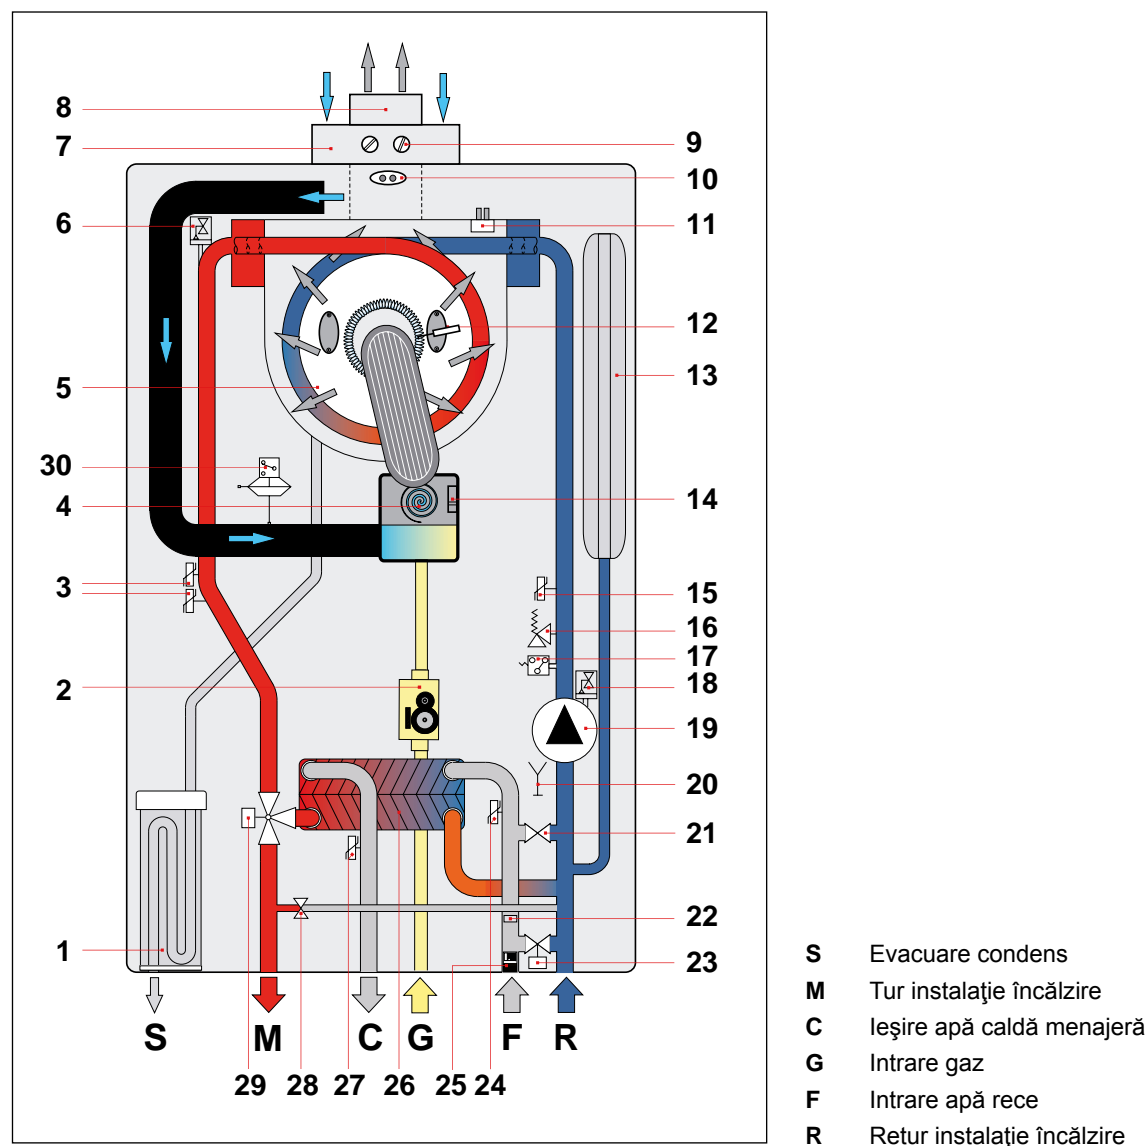 8
7
9
10
6
11
12
13
5
30
4
14
3
15
16
17
2
18
19
20
21
22
1
23
S
M
C
G
F
R
29
28
27
26
25
24
S Evacuare condens
M Tur instalaţie încălzire
C Ieşire apă caldă menajeră
G Intrare gaz
F Intrare apă rece
R Retur instalaţie încălzire